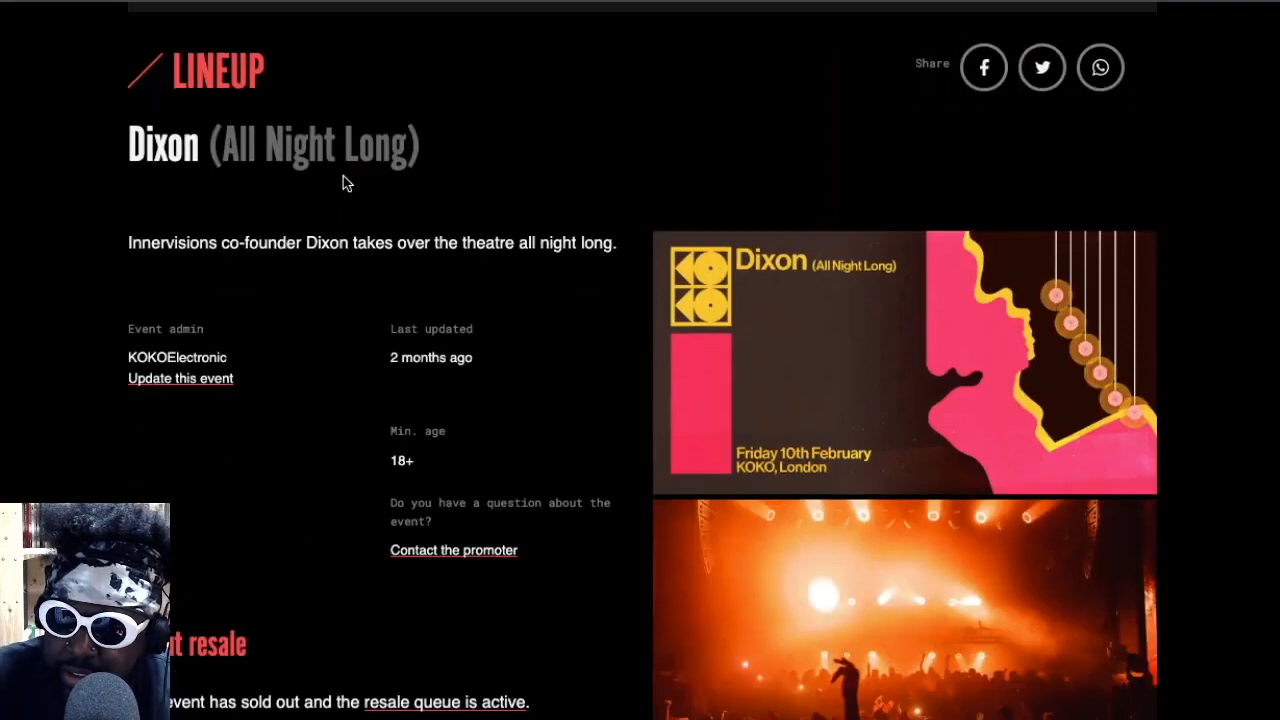 LINEUP
Share
Dixon (All Night Long)
Innervisions co-founder Dixon takes over the theatre all night long.
Event admin
KOKOElectronic
Update this event
Last updated
2 months ago
Min. age
18+
Do you have a question about the
event?
Contact the promoter
KO
KO
Dixon (All Night Long)
Friday 10th February
KOKO, London
resale
event has sold out and the resale queue is active.